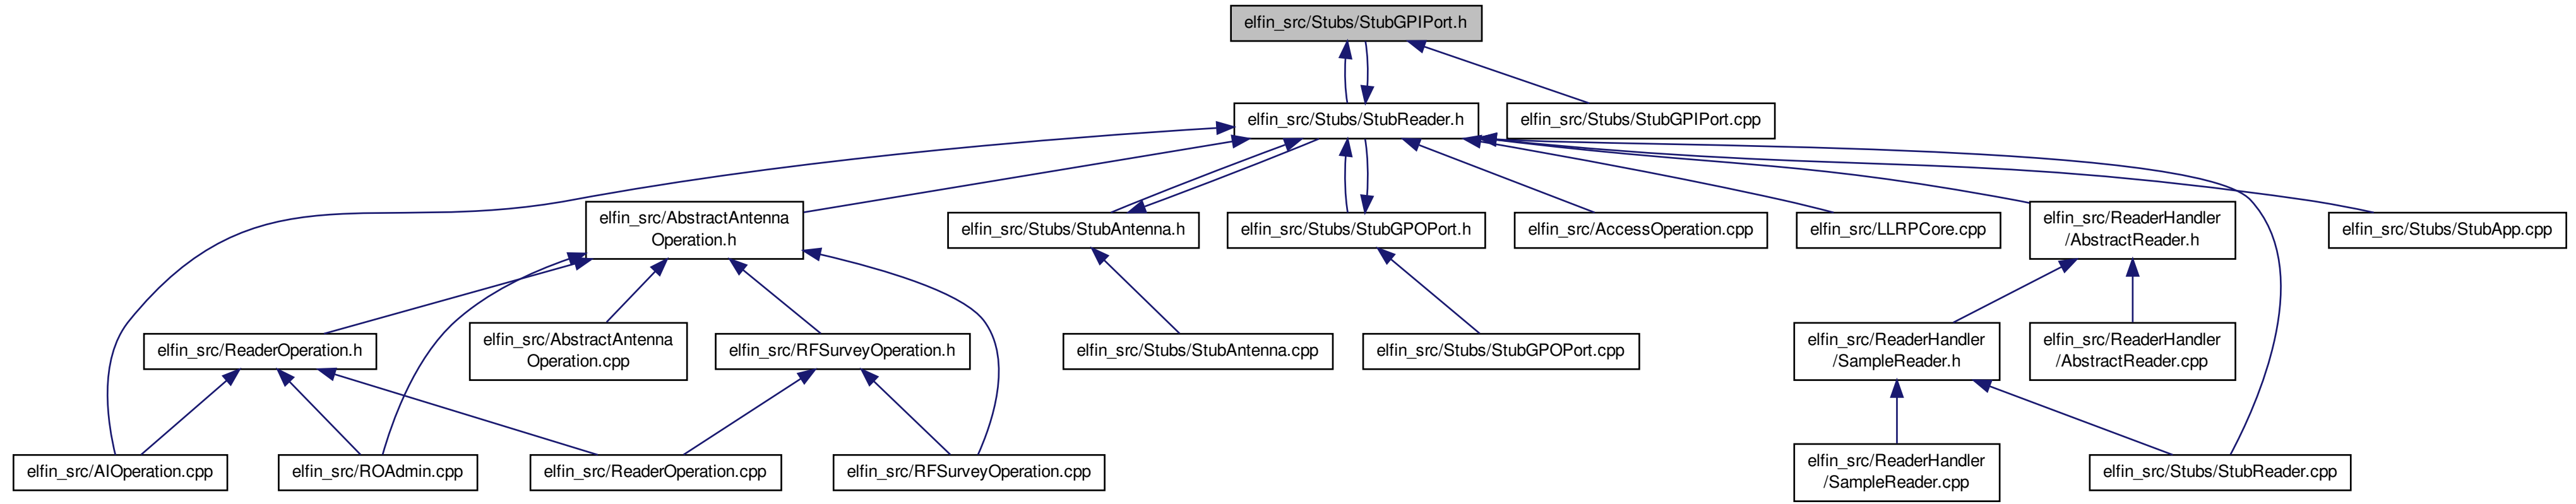 elfin_src/Stubs/StubGPIPort.h
elfin_src/Stubs/StubReader.h
elfin_src/Stubs/StubGPIPort.cpp
elfin_src/AbstractAntenna
Operation.h
elfin_src/Stubs/StubAntenna.h
elfin_src/Stubs/StubGPOPort.h
elfin_src/AccessOperation.cpp
elfin_src/LLRPCore.cpp
elfin_src/ReaderHandler
/AbstractReader.h
elfin_src/Stubs/StubApp.cpp
elfin_src/ReaderOperation.h
elfin_src/AbstractAntenna
Operation.cpp
elfin_src/RFSurveyOperation.h
elfin_src/Stubs/StubAntenna.cpp
elfin_src/Stubs/StubGPOPort.cpp
elfin_src/ReaderHandler
/SampleReader.h
elfin_src/ReaderHandler
/AbstractReader.cpp
elfin_src/AIOperation.cpp
elfin_src/ROAdmin.cpp
elfin_src/ReaderOperation.cpp
elfin_src/RFSurveyOperation.cpp
elfin_src/ReaderHandler
/SampleReader.cpp
elfin_src/Stubs/StubReader.cpp